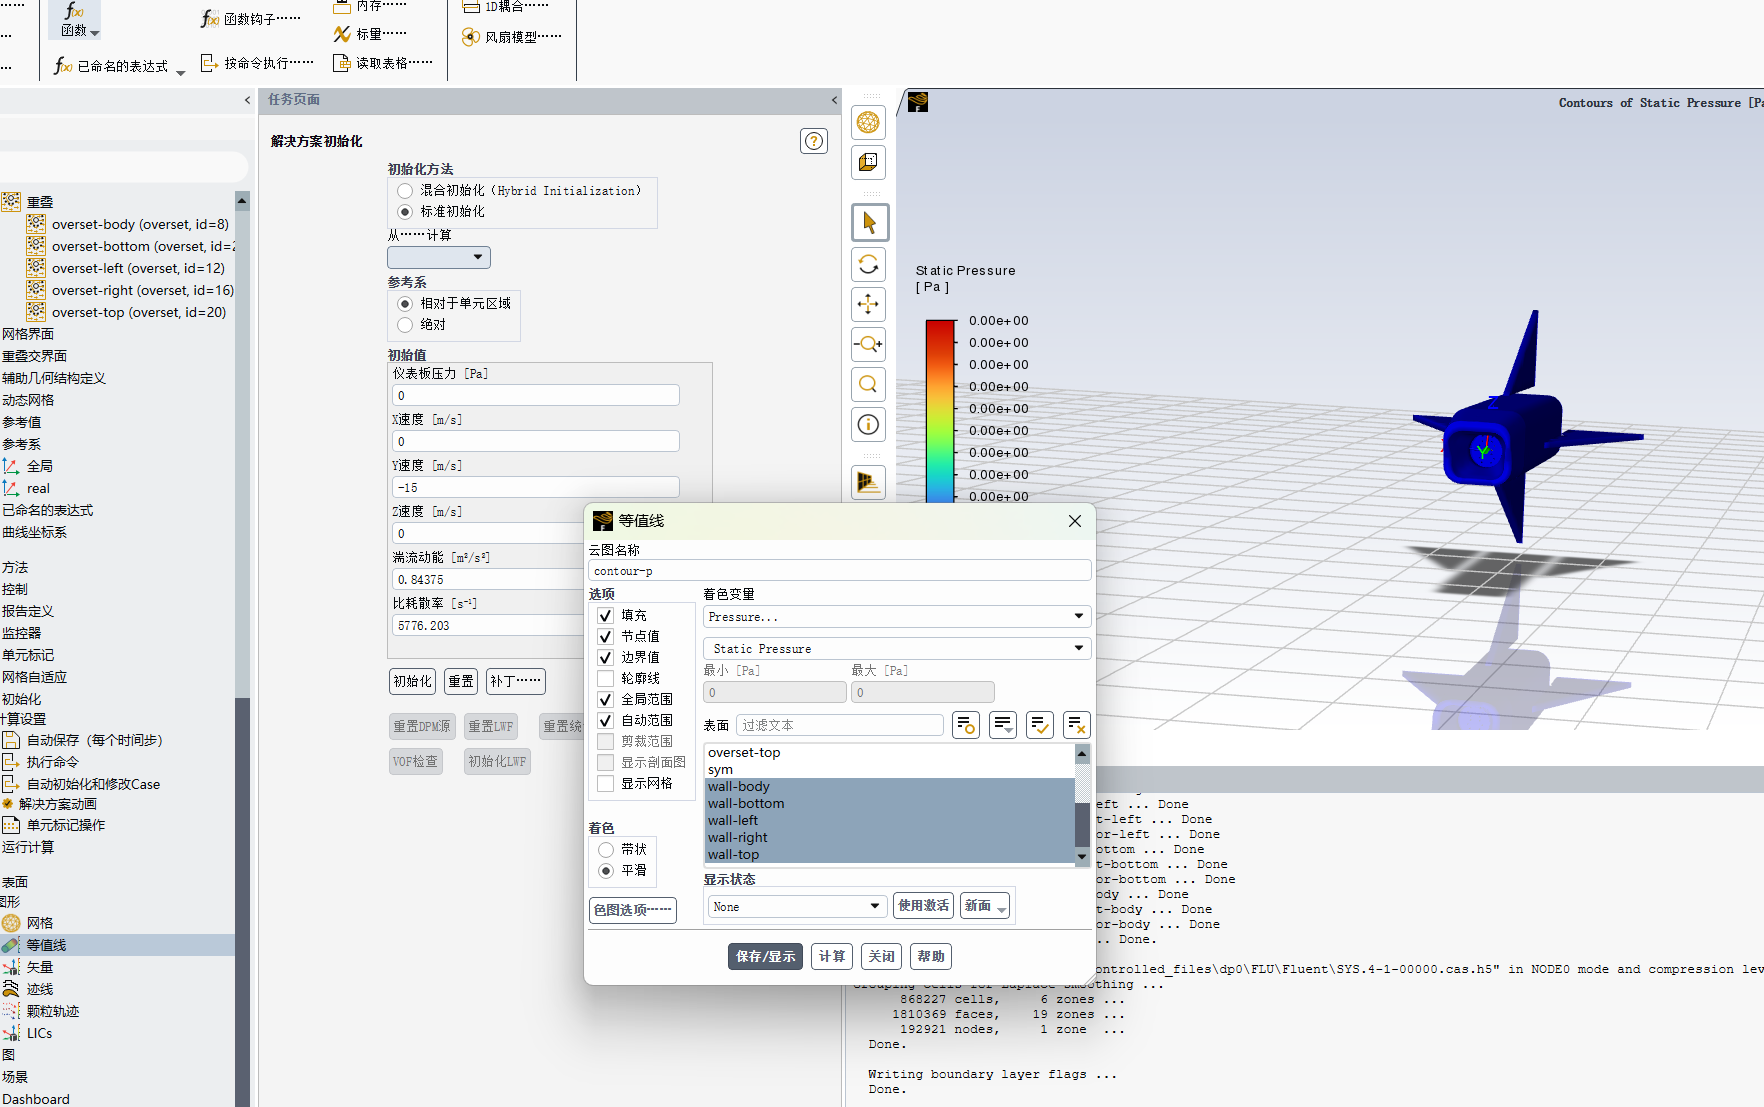 函数
函数钩子……
内存……
标量……
1D耦合……
风扇模型……
已命名的表达式
按命令执行……
读取表格……
任务页面
解决方案初始化
初始化方法
混合初始化（Hybrid Initialization）
标准初始化
从……计算
参考系
相对于单元区域
绝对
初始值
仪表板压力 [Pa]
0
X速度 [m/s]
0
Y速度 [m/s]
-15
Z速度 [m/s]
0
湍流动能 [m²/s²]
0.84375
比耗散率 [s⁻¹]
5776.203
初始化
重置
补丁……
重置DPM源
重置LWF
重置统
VOF检查
初始化LWF
重叠
overset-body (overset, id=8)
overset-bottom (overset, id=2
overset-left (overset, id=12)
overset-right (overset, id=16)
overset-top (overset, id=20)
网格界面
重叠交界面
辅助几何结构定义
动态网格
参考值
参考系
全局
real
已命名的表达式
曲线坐标系
方法
控制
报告定义
监控器
单元标记
网格自适应
初始化
计算设置
自动保存（每个时间步）
执行命令
自动初始化和修改Case
解决方案动画
单元标记操作
运行计算
表面
图形
网格
等值线
矢量
迹线
颗粒轨迹
LICs
图
场景
Dashboard
Contours of Static Pressure [Pa
Static Pressure
[ Pa ]
0.00e+00
0.00e+00
0.00e+00
0.00e+00
0.00e+00
0.00e+00
0.00e+00
0.00e+00
0.00e+00
Z
Y
等值线
云图名称
contour-p
选项
填充
节点值
边界值
轮廓线
全局范围
自动范围
剪裁范围
显示剖面图
显示网格
着色
带状
平滑
色图选项……
着色变量
Pressure...
Static Pressure
最小 [Pa]
最大 [Pa]
0
0
表面
过滤文本
overset-top
sym
wall-body
wall-bottom
wall-left
wall-right
wall-top
显示状态
None
使用激活
新面
保存/显示
计算
关闭
帮助
eft ... Done
t-left ... Done
or-left ... Done
ottom ... Done
t-bottom ... Done
or-bottom ... Done
ody ... Done
t-body ... Done
or-body ... Done
.. Done.
ontrolled_files\dp0\FLU\Fluent\SYS.4-1-00000.cas.h5" in NODE0 mode and compression lev
Grouping cells for Laplace smoothing ...
868227 cells, 6 zones ...
1810369 faces, 19 zones ...
192921 nodes, 1 zone ...
Done.
Writing boundary layer flags ...
Done.